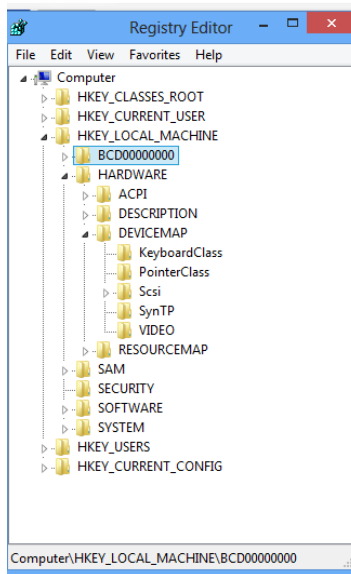 Registry Editor
File Edit View Favorites Help
Computer
HKEY_CLASSES_ROOT
HKEY_CURRENT_USER
HKEY_LOCAL_MACHINE
BCD00000000
HARDWARE
ACPI
DESCRIPTION
DEVICEMAP
KeyboardClass
PointerClass
Scsi
SynTP
VIDEO
RESOURCEMAP
SAM
SECURITY
SOFTWARE
SYSTEM
HKEY_USERS
HKEY_CURRENT_CONFIG
Computer\HKEY_LOCAL_MACHINE\BCD00000000